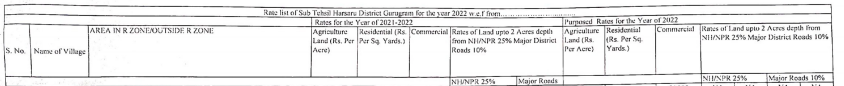 Rate list of Sub Tehsil Harsaru District Gurugram for the year 2022 w.e.f from
Rates for the Year of 2021-2022
Purposed Rates for the Year of 2022
S. No.
Name of Village
AREA IN R ZONE/OUTSIDE R ZONE
Agriculture
Land (Rs. Per
Acre)
Residential (Rs.
Per Sq. Yards.)
Commercial
Rates of Land upto 2 Acres depth
from NH/NPR 25% Major District
Roads 10%
Agriculture
Land (Rs.
Per Acre)
Residential
(Rs. Per Sq.
Yards.)
Commercial
Rates of Land upto 2 Acres depth from
NH/NPR 25% Major District Roads 10%
NH/NPR 25%
Major Roads
NH/NPR 25%
Major Roads 10%